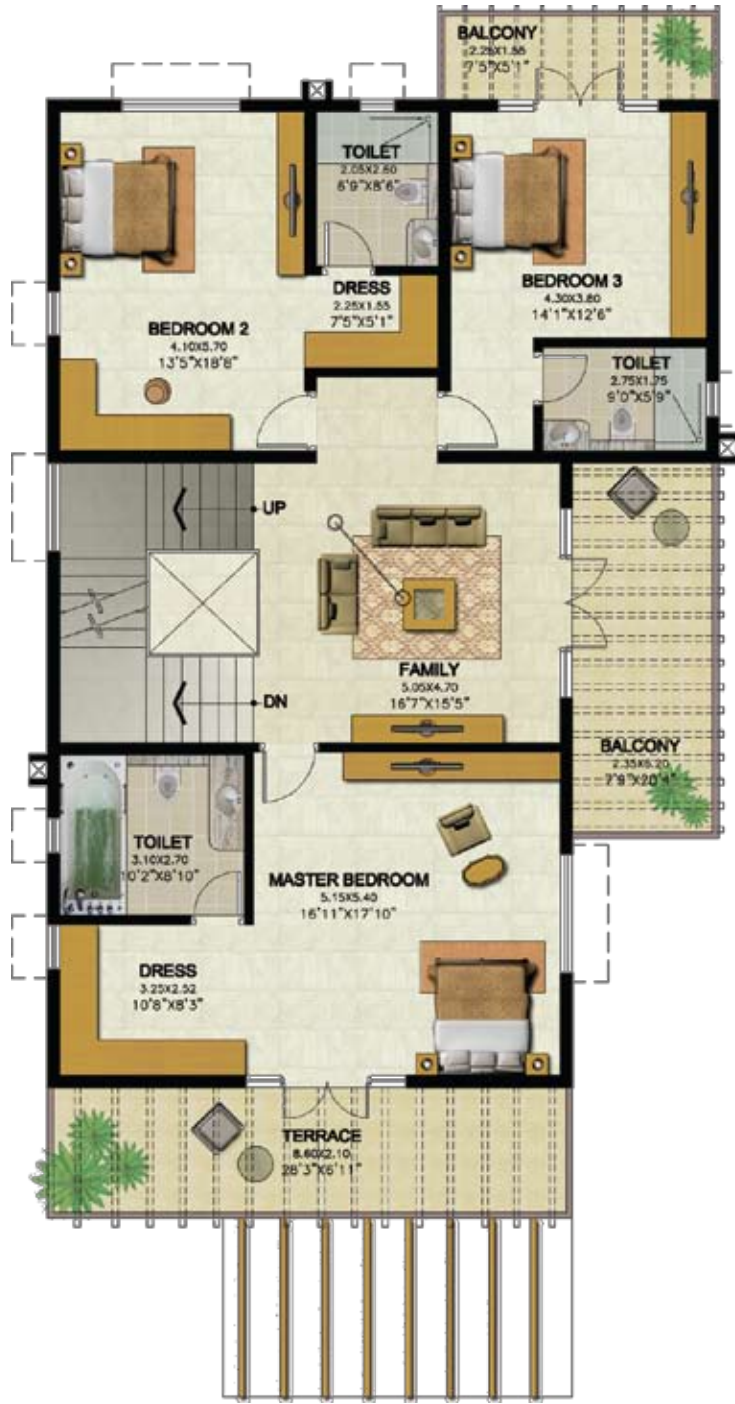 BALCONY
2.25X1.55
7'5"X5'1"
TOILET
2.05X2.60
6'9"X8'6"
BEDROOM 3
4.30X3.80
14'1"X12'6"
DRESS
2.25X1.55
7'5"X5'1"
BEDROOM 2
4.10X5.70
13'5"X18'8"
TOILET
2.75X1.75
9'0"X5'9"
UP
FAMILY
5.05X4.70
16'7"X15'5"
DN
BALCONY
2.35X6.20
7'9"X20'4"
TOILET
3.10X2.70
10'2"X8'10"
MASTER BEDROOM
5.15X5.40
16'11"X17'10"
DRESS
3.25X2.52
10'8"X8'3"
TERRACE
8.60X2.10
28'3"X6'11"